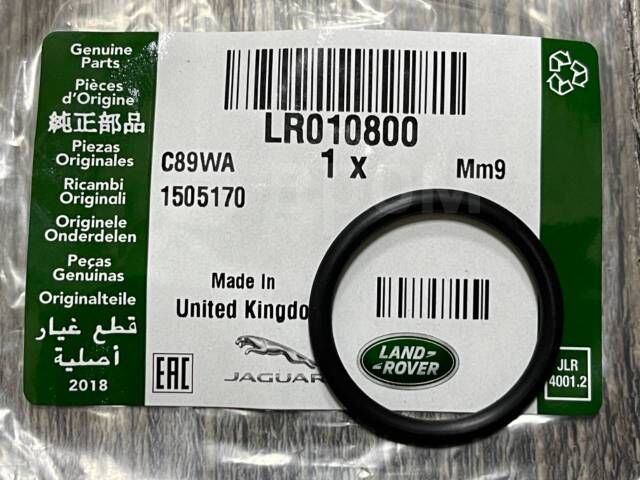 Genuine
Parts
Pièces
d'Origine
純正部品
Piezas
Originales
Ricambi
Originali
Originele
Onderdelen
Peças
Genuinas
Originalteile
قطع غيار
أصلية
2018
LR010800
1 x
C89WA
Mm9
1505170
Made In
United Kingdo
EAC
JAGUAR
LAND-
ROVER
JLR
4001.2